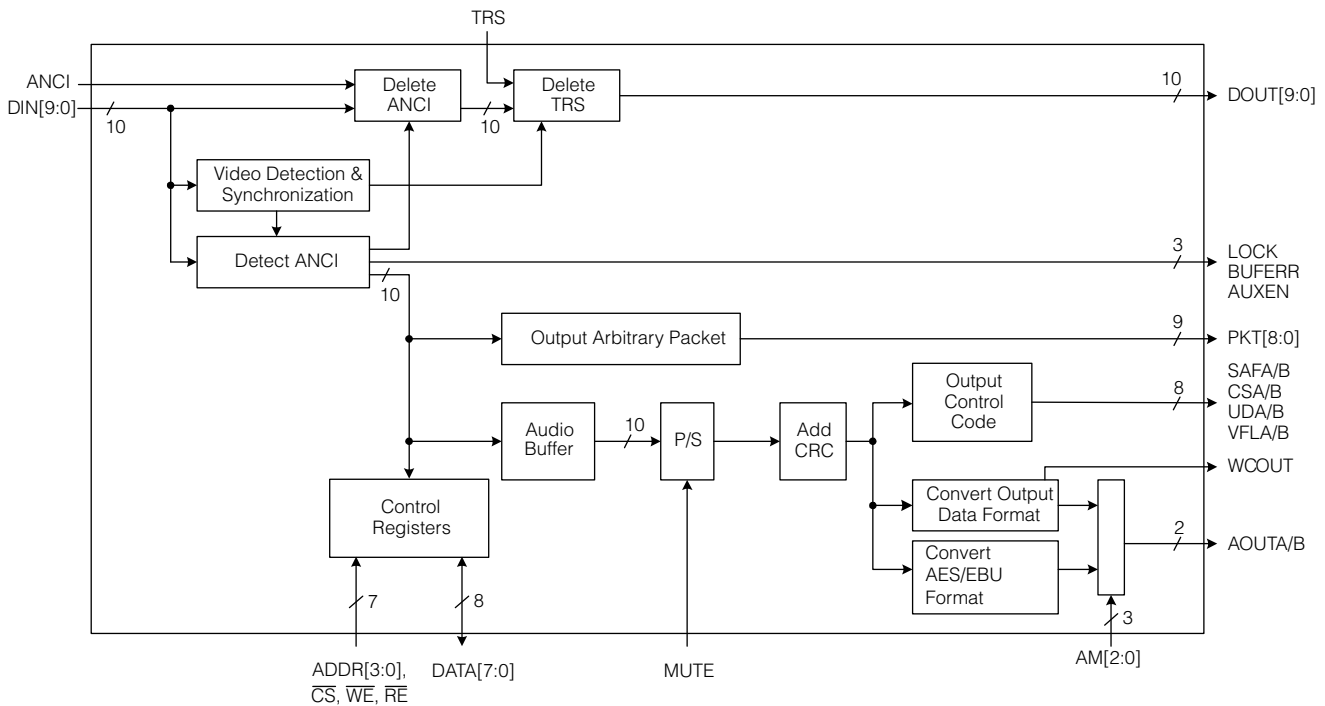 TRS
ANCI
DIN[9:0]
10
Delete
ANCI
10
Delete
TRS
10
DOUT[9:0]
Video Detection &
Synchronization
Detect ANCI
10
3
LOCK
BUFERR
AUXEN
Output Arbitrary Packet
9
PKT[8:0]
Audio
Buffer
10
P/S
Add
CRC
Output
Control
Code
8
SAFA/B
CSA/B
UDA/B
VFLA/B
WCOUT
Convert Output
Data Format
Convert
AES/EBU
Format
2
AOUTA/B
3
AM[2:0]
Control
Registers
7
8
ADDR[3:0],
C̅S̅, W̅E̅, R̅E̅
DATA[7:0]
MUTE